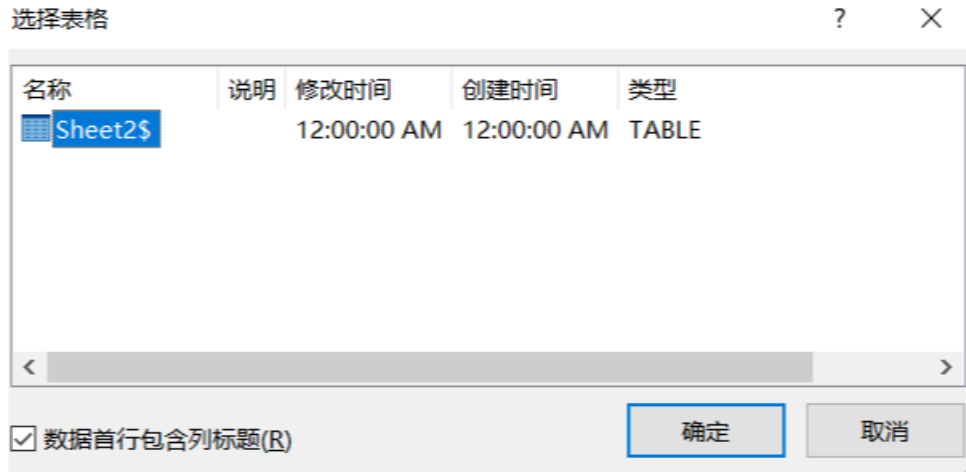 选择表格 ?
名称 说明 修改时间 创建时间 类型
Sheet2$ 12:00:00 AM 12:00:00 AM TABLE
数据首行包含列标题(R) 确定 取消